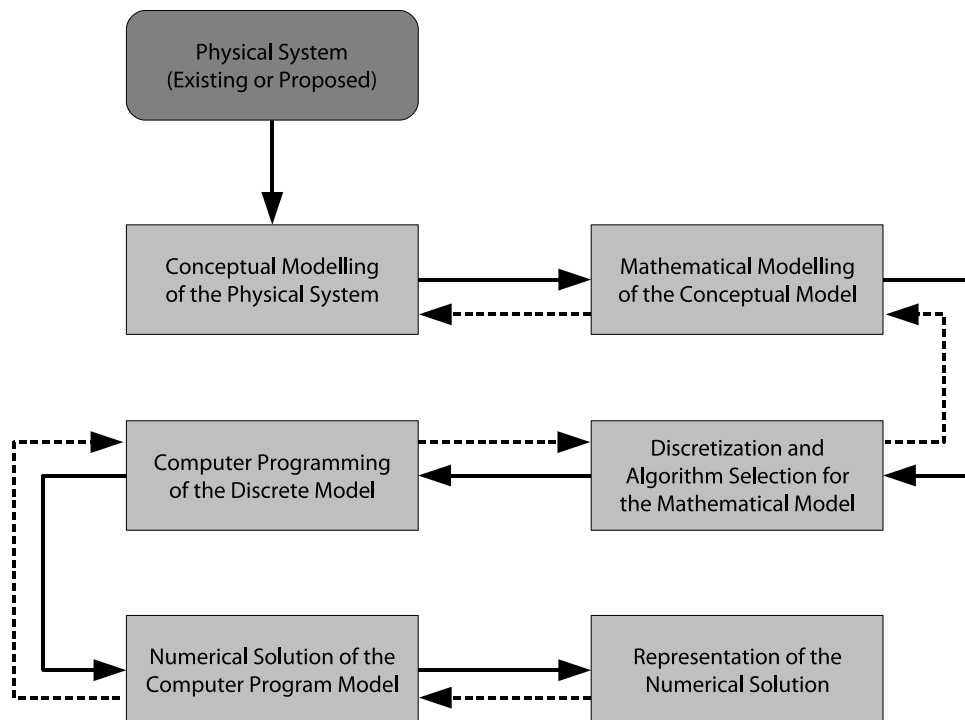 Physical System
(Existing or Proposed)
Conceptual Modelling
of the Physical System
Mathematical Modelling
of the Conceptual Model
Computer Programming
of the Discrete Model
Discretization and
Algorithm Selection for
the Mathematical Model
Numerical Solution of the
Computer Program Model
Representation of the
Numerical Solution